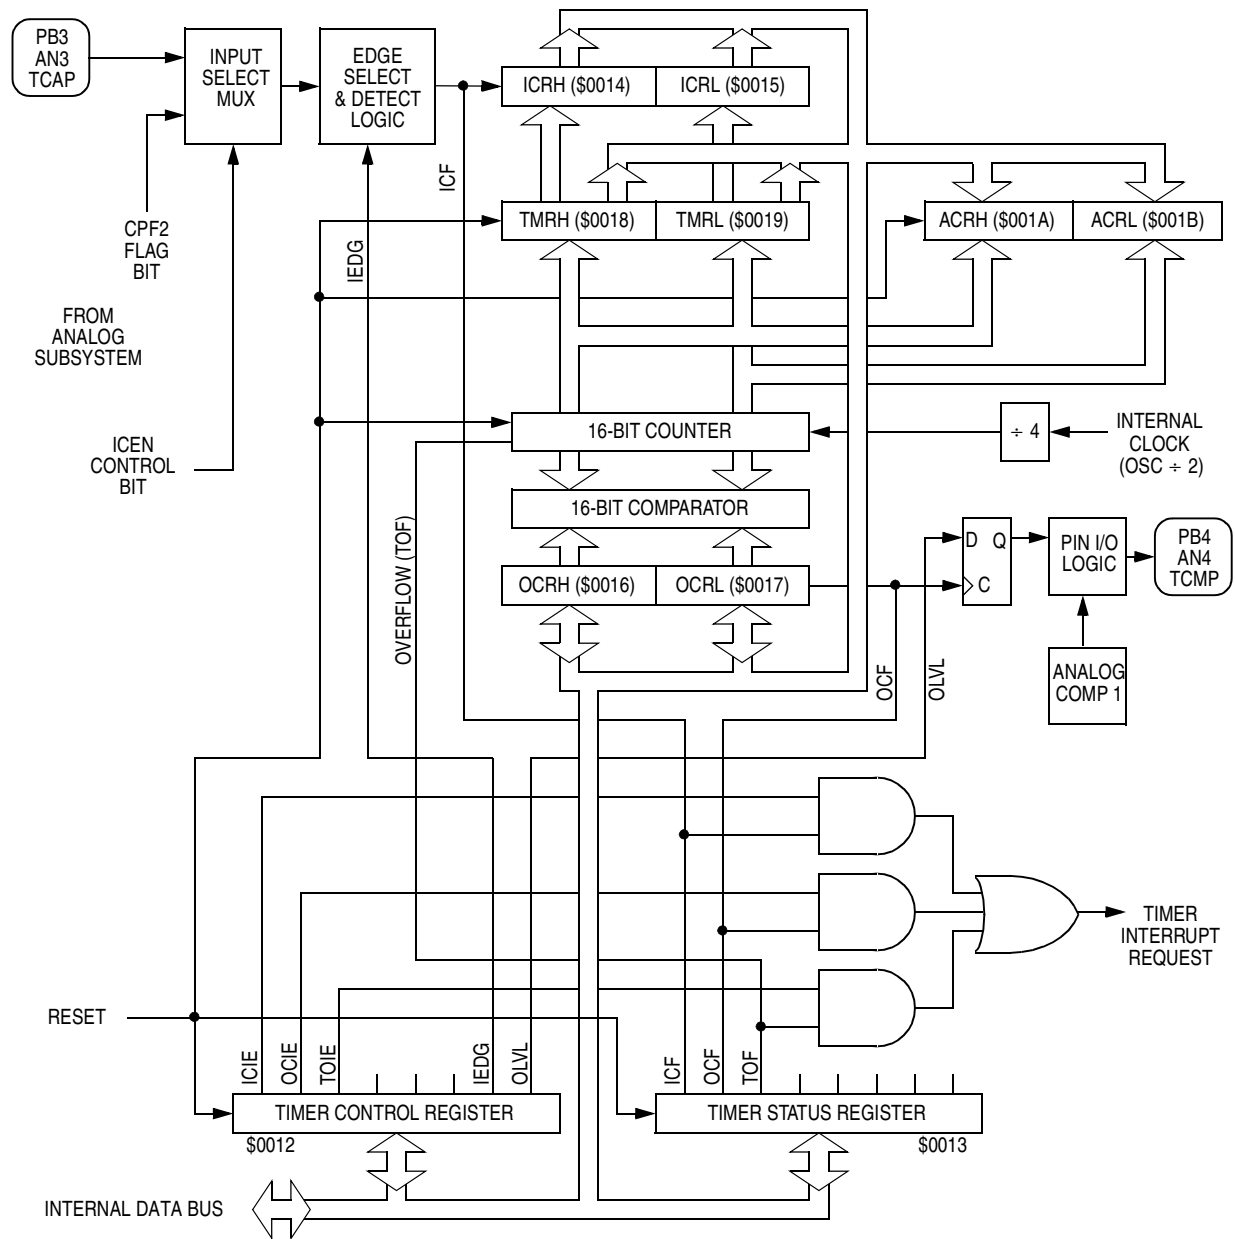 PB3
AN3
TCAP
INPUT
SELECT
MUX
EDGE
SELECT
& DETECT
LOGIC
ICRH ($0014)
ICRL ($0015)
ICF
TMRH ($0018)
TMRL ($0019)
ACRH ($001A)
ACRL ($001B)
CPF2
FLAG
BIT
IEDG
FROM
ANALOG
SUBSYSTEM
ICEN
CONTROL
BIT
16-BIT COUNTER
÷ 4
INTERNAL
CLOCK
(OSC ÷ 2)
16-BIT COMPARATOR
OVERFLOW (TOF)
OCRH ($0016)
OCRL ($0017)
D Q
C
PIN I/O
LOGIC
PB4
AN4
TCMP
OCF
OLVL
ANALOG
COMP 1
TIMER
INTERRUPT
REQUEST
RESET
ICIE
OCIE
TOIE
IEDG
OLVL
ICF
OCF
TOF
TIMER CONTROL REGISTER
TIMER STATUS REGISTER
$0012
$0013
INTERNAL DATA BUS